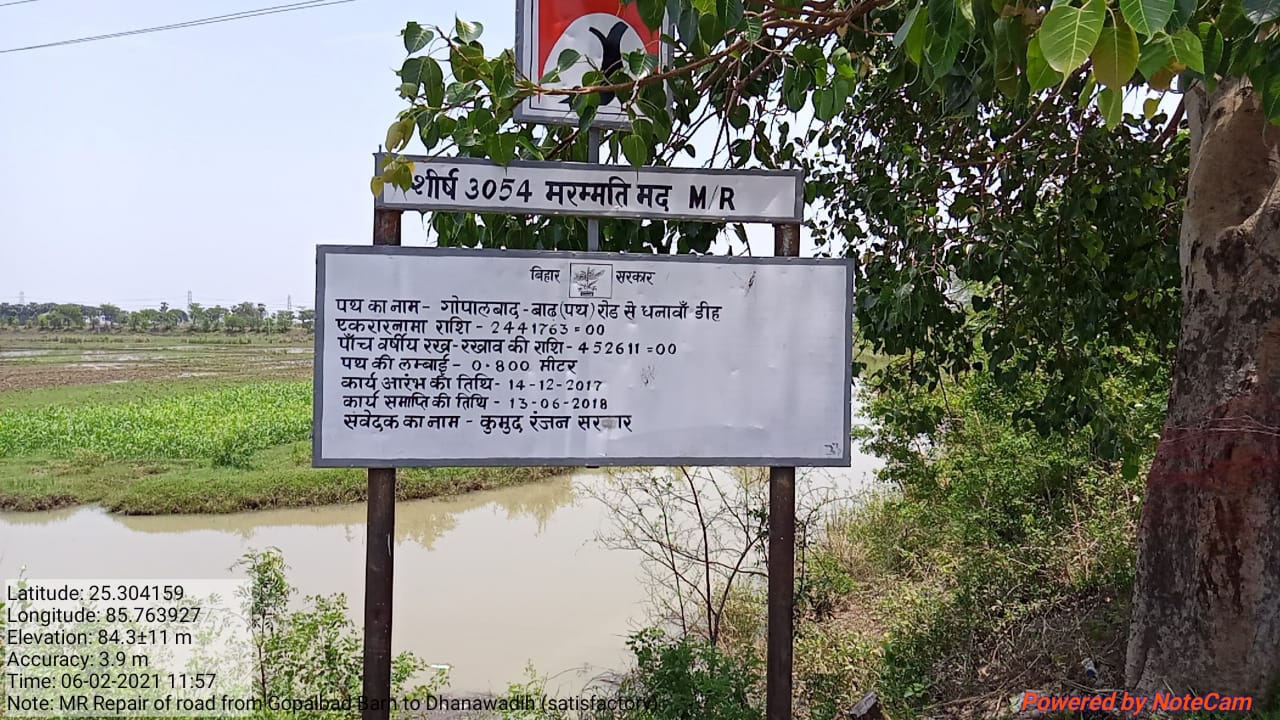 शीर्ष 3054 मरम्मति मद M/R
बिहार सरकार
पथ का नाम - गोपालबाद - बाढ (पथ) रोड से धनावाँ डीह
एकरारनामा राशि - 2441763=00
पाँच वर्षीय रख-रखाव की राशि - 452611=00
पथ की लम्बाई - 0.800 मीटर
कार्य आरंभ की तिथि - 14-12-2017
कार्य समाप्ति की तिथि - 13-06-2018
संवेदक का नाम - कुमुद रंजन सरकार
Latitude: 25.304159
Longitude: 85.763927
Elevation: 84.3±11 m
Accuracy: 3.9 m
Time: 06-02-2021 11:57
Note: MR Repair of road from Gopalbad Barh to Dhanawadih (satisfactory)
Powered by NoteCam